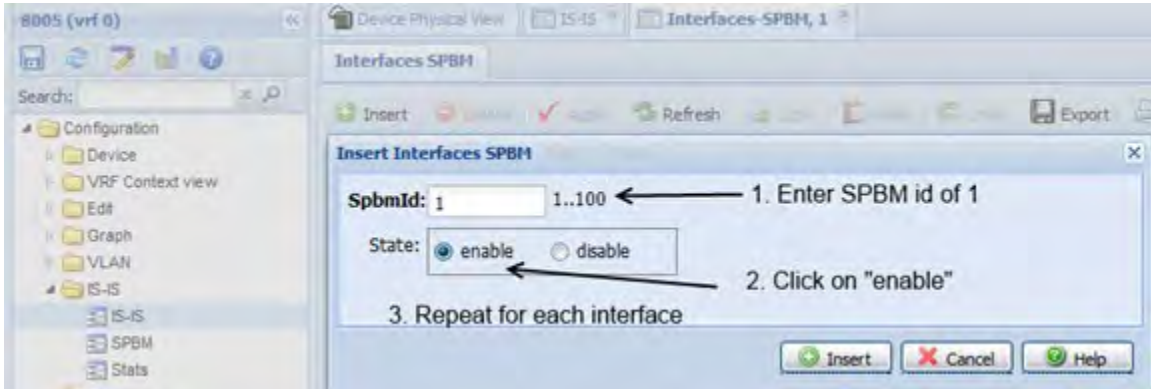 8005 (vrf 0)
Device Physical View
IS-IS
Interfaces-SPBM, 1
Interfaces SPBM
Search:
Insert
Refresh
Export
Configuration
Device
VRF Context view
Edit
Graph
VLAN
IS-IS
IS-IS
SPBM
Stats
Insert Interfaces SPBM
SpbmId: 1 1..100
1. Enter SPBM id of 1
State: enable disable
2. Click on "enable"
3. Repeat for each interface
Insert Cancel Help